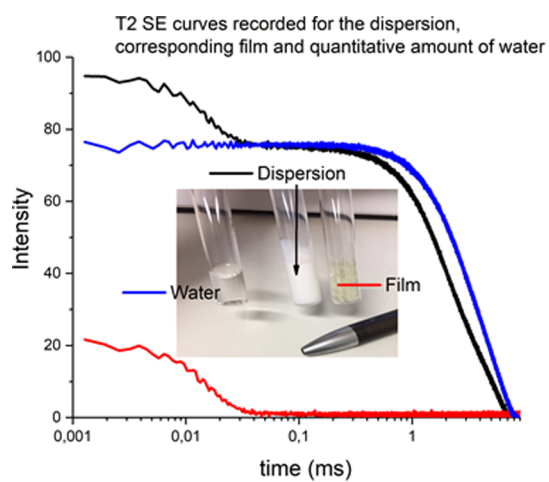 T2 SE curves recorded for the dispersion,
corresponding film and quantitative amount of water
100
80
60
40
20
0
Intensity
Dispersion
Water
Film
0,001
0,01
0,1
1
time (ms)